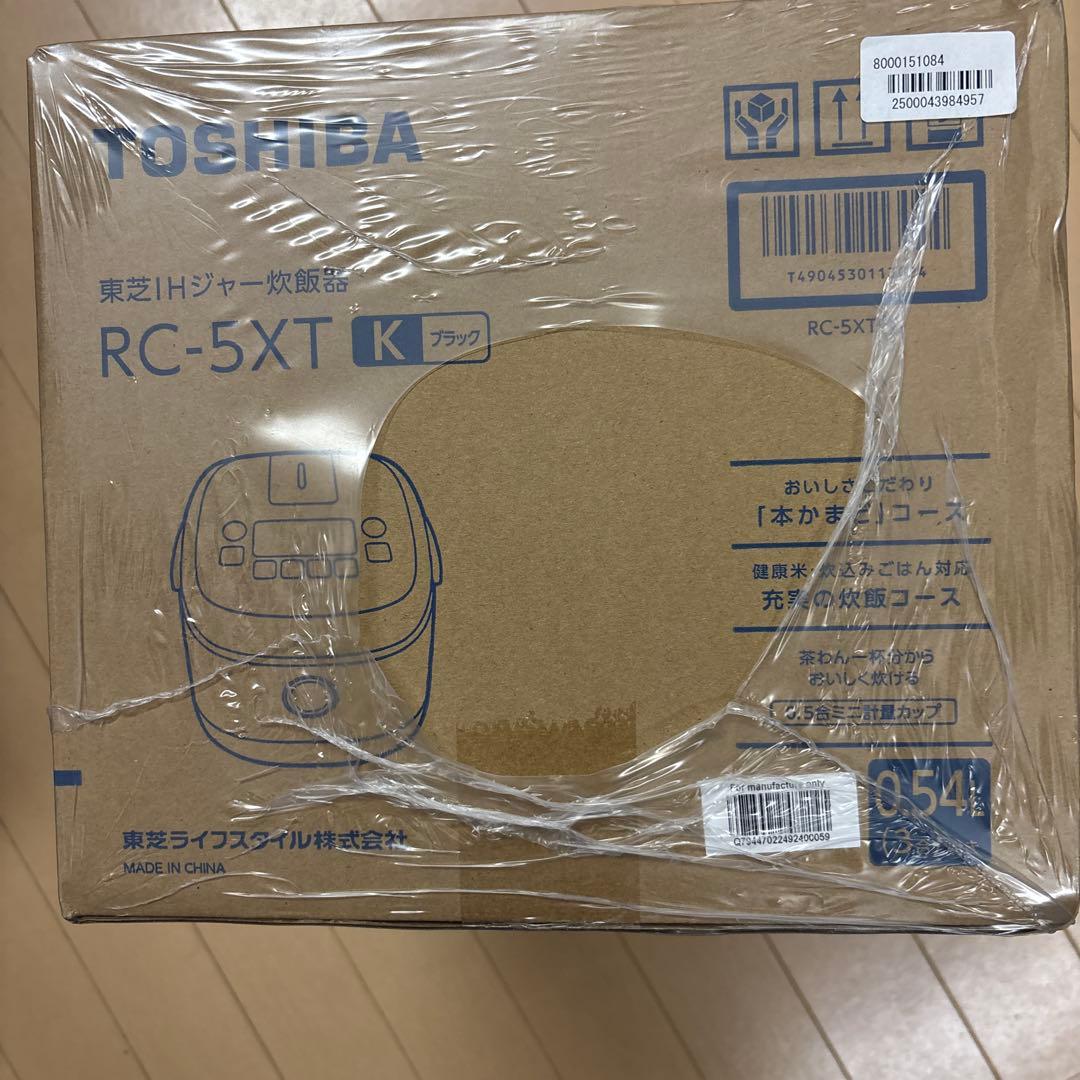 8000151084
2500043984957
TOSHIBA
東芝IHジャー炊飯器
RC-5XT K ブラック
RC-5XT
おいしさ だわり
「本かまど」コース
健康米・炊込みごはん対応
充実の炊飯コース
茶わん一杯分から
おいしく炊ける
0.5合ミニ計量カップ
For manufacture only
Q79447022492400059
0.54L
東芝ライフスタイル株式会社
MADE IN CHINA